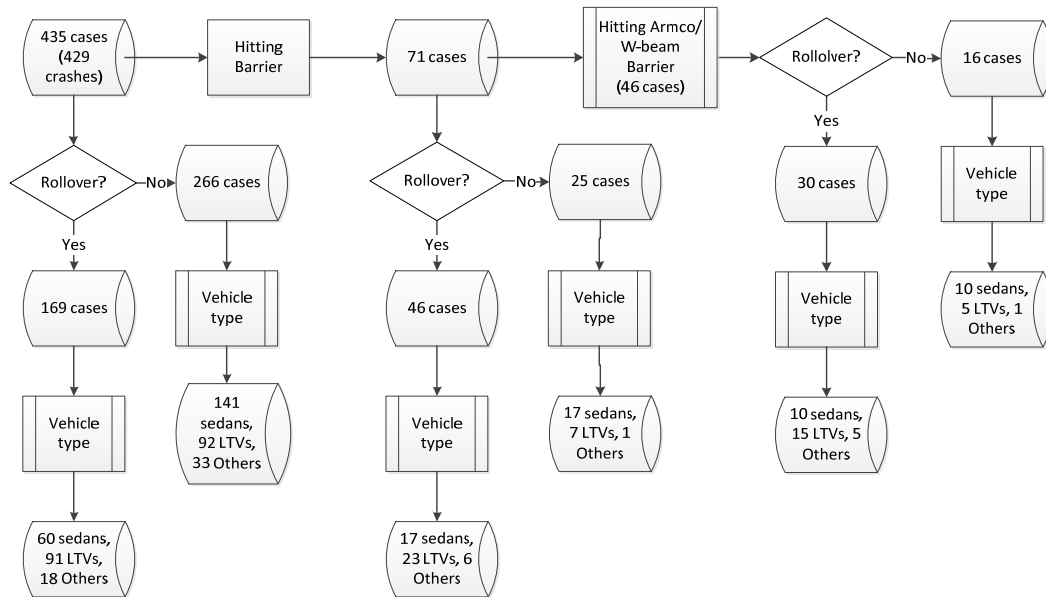 435 cases
(429
crashes)
Hitting
Barrier
71 cases
Hitting Armco/
W-beam
Barrier
(46 cases)
Rollolver?
No
16 cases
Yes
Rollover?
No
266 cases
Rollover?
No
25 cases
30 cases
Vehicle
type
Yes
Yes
169 cases
Vehicle
type
46 cases
Vehicle
type
Vehicle
type
10 sedans,
5 LTVs, 1
Others
Vehicle
type
141
sedans,
92 LTVs,
33 Others
Vehicle
type
17 sedans,
7 LTVs, 1
Others
10 sedans,
15 LTVs, 5
Others
60 sedans,
91 LTVs,
18 Others
17 sedans,
23 LTVs, 6
Others